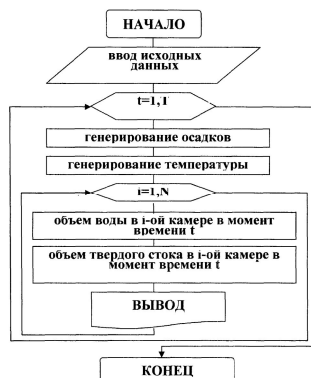 НАЧАЛО
ввод исходных
данных
t=1,T
генерирование осадков
генерирование температуры
i=1,N
объем воды в i-ой камере в момент
времени t
объем твердого стока в i-ой камере в
момент времени t
ВЫВОД
КОНЕЦ